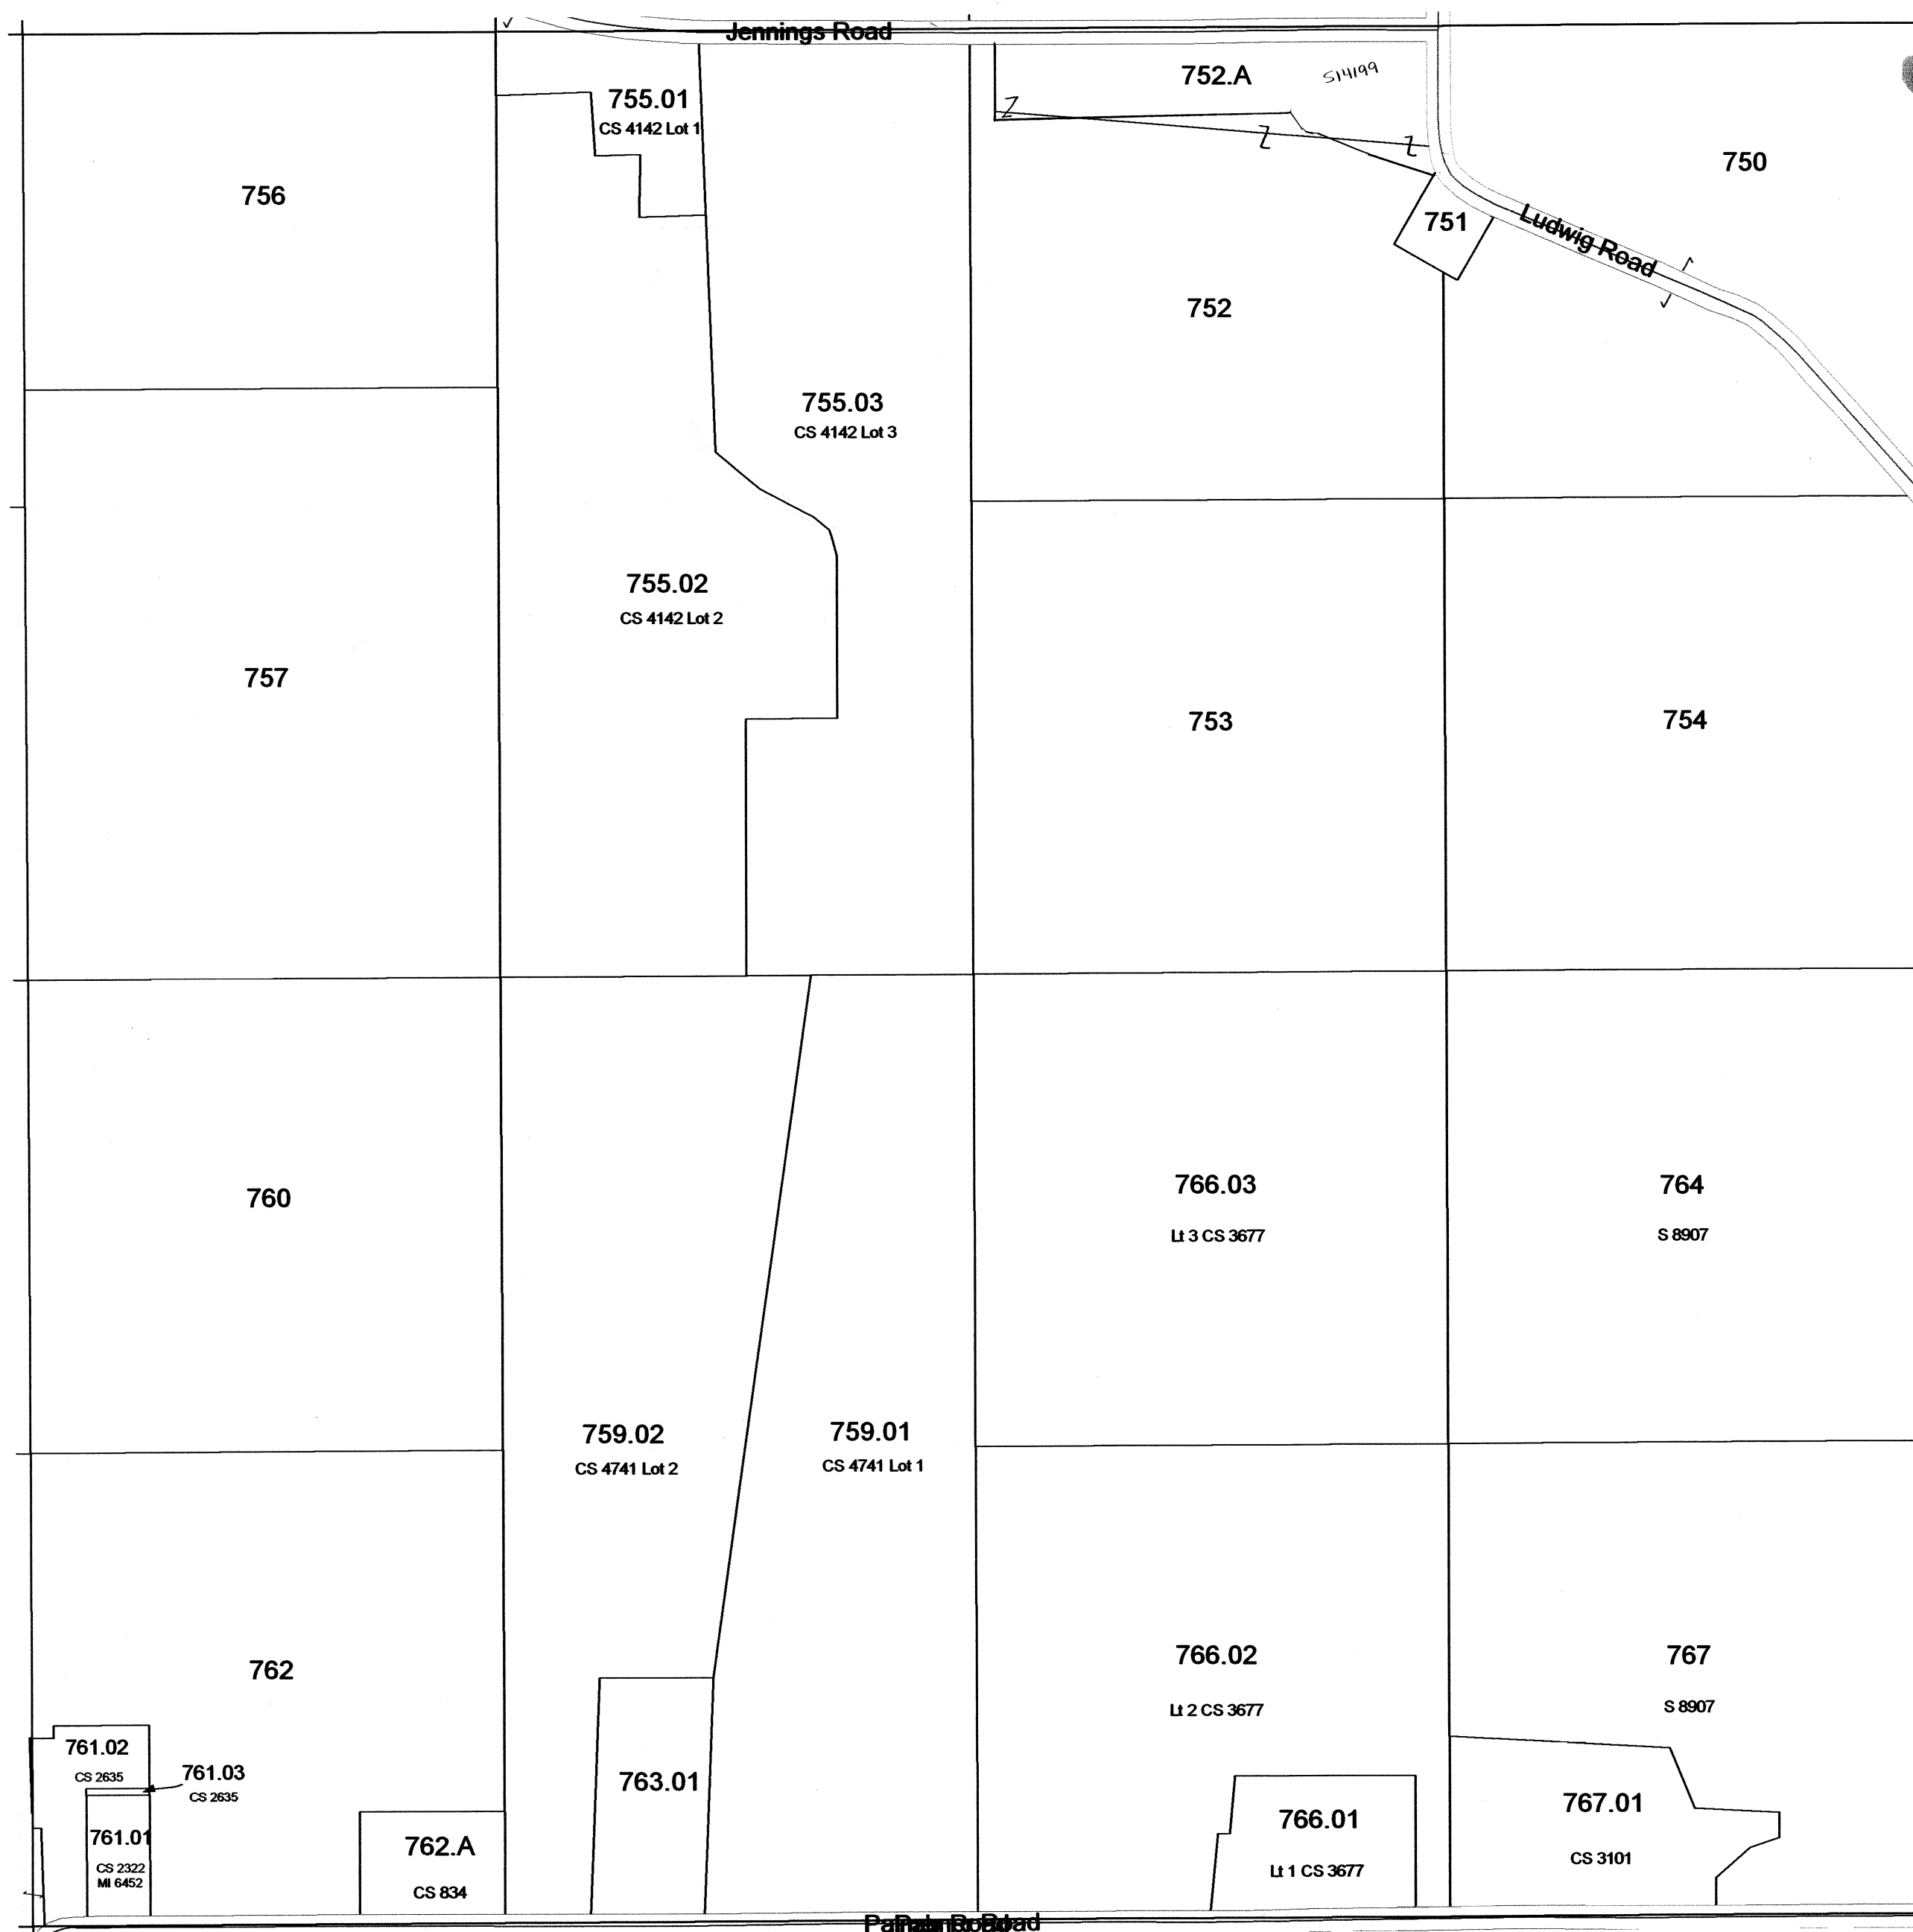 Jennings Road
752.A
S14199
755.01
CS 4142 Lot 1
750
756
751
Ludwig Road
752
755.03
CS 4142 Lot 3
755.02
CS 4142 Lot 2
757
753
754
760
766.03
Lt 3 CS 3677
764
S 8907
759.02
CS 4741 Lot 2
759.01
CS 4741 Lot 1
762
766.02
Lt 2 CS 3677
767
S 8907
761.02
CS 2635
761.03
CS 2635
763.01
761.01
CS 2322
MI 6452
762.A
CS 834
766.01
Lt 1 CS 3677
767.01
CS 3101
Road